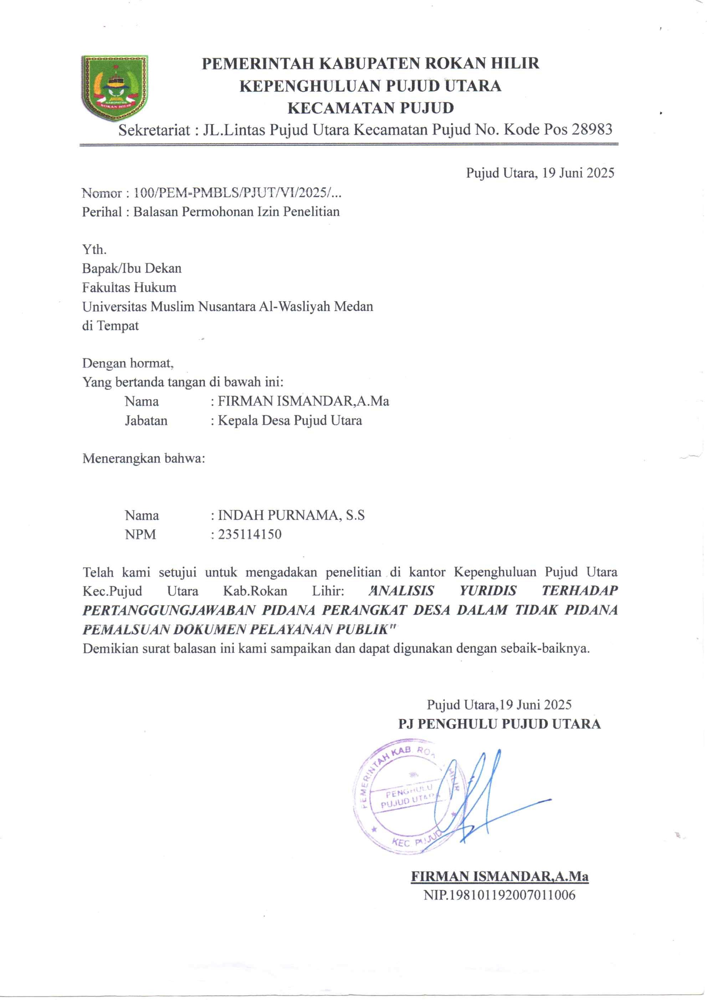 PEMERINTAH KABUPATEN ROKAN HILIR
KEPENGHULUAN PUJUD UTARA
KECAMATAN PUJUD
KABUPATEN
ROKAN HILIR
Sekretariat : JL.Lintas Pujud Utara Kecamatan Pujud No. Kode Pos 28983
Pujud Utara, 19 Juni 2025
Nomor : 100/PEM-PMBLS/PJUT/VI/2025/...
Perihal : Balasan Permohonan Izin Penelitian
Yth.
Bapak/Ibu Dekan
Fakultas Hukum
Universitas Muslim Nusantara Al-Wasliyah Medan
di Tempat
Dengan hormat,
Yang bertanda tangan di bawah ini:
Nama : FIRMAN ISMANDAR,A.Ma
Jabatan : Kepala Desa Pujud Utara
Menerangkan bahwa:
Nama : INDAH PURNAMA, S.S
NPM : 235114150
Telah kami setujui untuk mengadakan penelitian di kantor Kepenghuluan Pujud Utara
Kec.Pujud Utara Kab.Rokan Lihir: "ANALISIS YURIDIS TERHADAP
PERTANGGUNGJAWABAN PIDANA PERANGKAT DESA DALAM TIDAK PIDANA
PEMALSUAN DOKUMEN PELAYANAN PUBLIK"
Demikian surat balasan ini kami sampaikan dan dapat digunakan dengan sebaik-baiknya.
Pujud Utara,19 Juni 2025
PJ PENGHULU PUJUD UTARA
PEMERINTAH KAB. HILIR
PENGHULU
PUJUD UTARA
KEC. PUJUD
FIRMAN ISMANDAR,A.Ma
NIP.198101192007011006